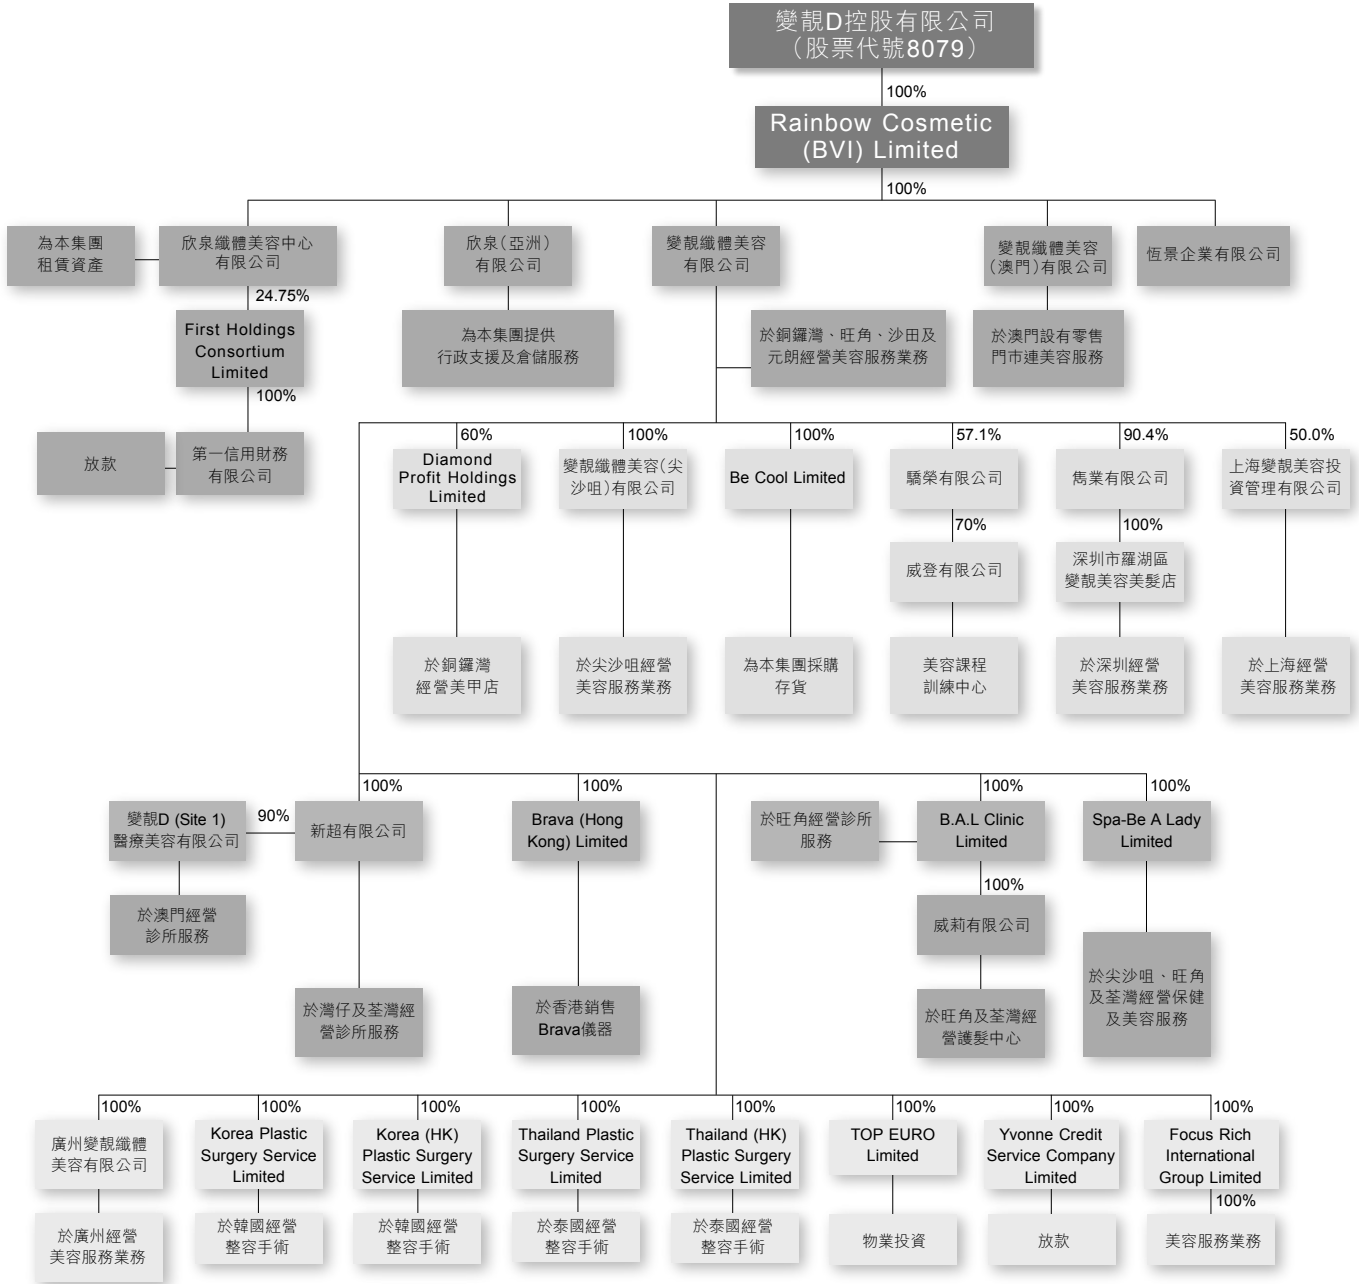 變靚D控股有限公司
（股票代號8079）
100%
Rainbow Cosmetic
(BVI) Limited
100%
為本集團
租賃資產
欣泉纖體美容中心
有限公司
欣泉（亞洲）
有限公司
變靚纖體美容
有限公司
變靚纖體美容
（澳門）有限公司
恆景企業有限公司
24.75%
First Holdings
Consortium
Limited
為本集團提供
行政支援及倉儲服務
於銅鑼灣、旺角、沙田及
元朗經營美容服務業務
於澳門設有零售
門市連美容服務
100%
放款
第一信用財務
有限公司
60%
100%
100%
57.1%
90.4%
50.0%
Diamond
Profit Holdings
Limited
變靚纖體美容（尖
沙咀）有限公司
Be Cool Limited
驕榮有限公司
雋業有限公司
上海變靚美容投
資管理有限公司
70%
100%
威登有限公司
深圳市羅湖區
變靚美容美髮店
於銅鑼灣
經營美甲店
於尖沙咀經營
美容服務業務
為本集團採購
存貨
美容課程
訓練中心
於深圳經營
美容服務業務
於上海經營
美容服務業務
100%
100%
100%
100%
變靚D (Site 1)
醫療美容有限公司
90%
新超有限公司
Brava (Hong
Kong) Limited
於旺角經營診所
服務
B.A.L Clinic
Limited
Spa-Be A Lady
Limited
100%
於澳門經營
診所服務
威莉有限公司
於灣仔及荃灣經
營診所服務
於香港銷售
Brava儀器
於旺角及荃灣經
營護髮中心
於尖沙咀、旺角
及荃灣經營保健
及美容服務
100%
100%
100%
100%
100%
100%
100%
100%
廣州變靚纖體
美容有限公司
Korea Plastic
Surgery Service
Limited
Korea (HK)
Plastic Surgery
Service Limited
Thailand Plastic
Surgery Service
Limited
Thailand (HK)
Plastic Surgery
Service Limited
TOP EURO
Limited
Yvonne Credit
Service Company
Limited
Focus Rich
International
Group Limited
100%
於廣州經營
美容服務業務
於韓國經營
整容手術
於韓國經營
整容手術
於泰國經營
整容手術
於泰國經營
整容手術
物業投資
放款
美容服務業務